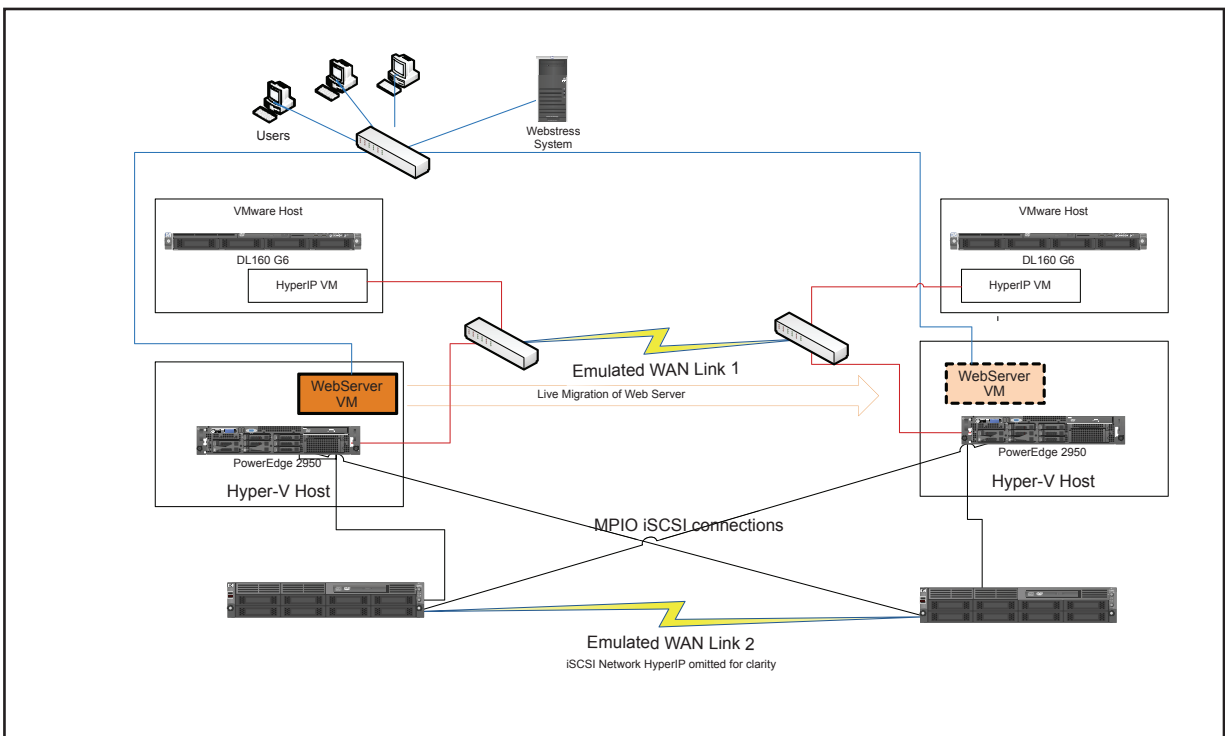 Users
Webstress
System
VMware Host
DL160 G6
HyperIP VM
VMware Host
DL160 G6
HyperIP VM
Emulated WAN Link 1
Live Migration of Web Server
WebServer
VM
PowerEdge 2950
Hyper-V Host
WebServer
VM
PowerEdge 2950
Hyper-V Host
MPIO iSCSI connections
Emulated WAN Link 2
iSCSI Network HyperIP omitted for clarity